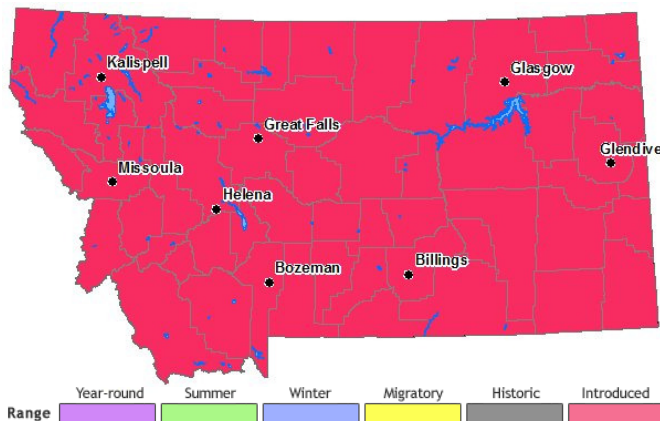 Kalispell
Glasgow
Great Falls
Glendive
Missoula
Helena
Billings
Bozeman
Year-round Summer Winter Migratory Historic Introduced
Range